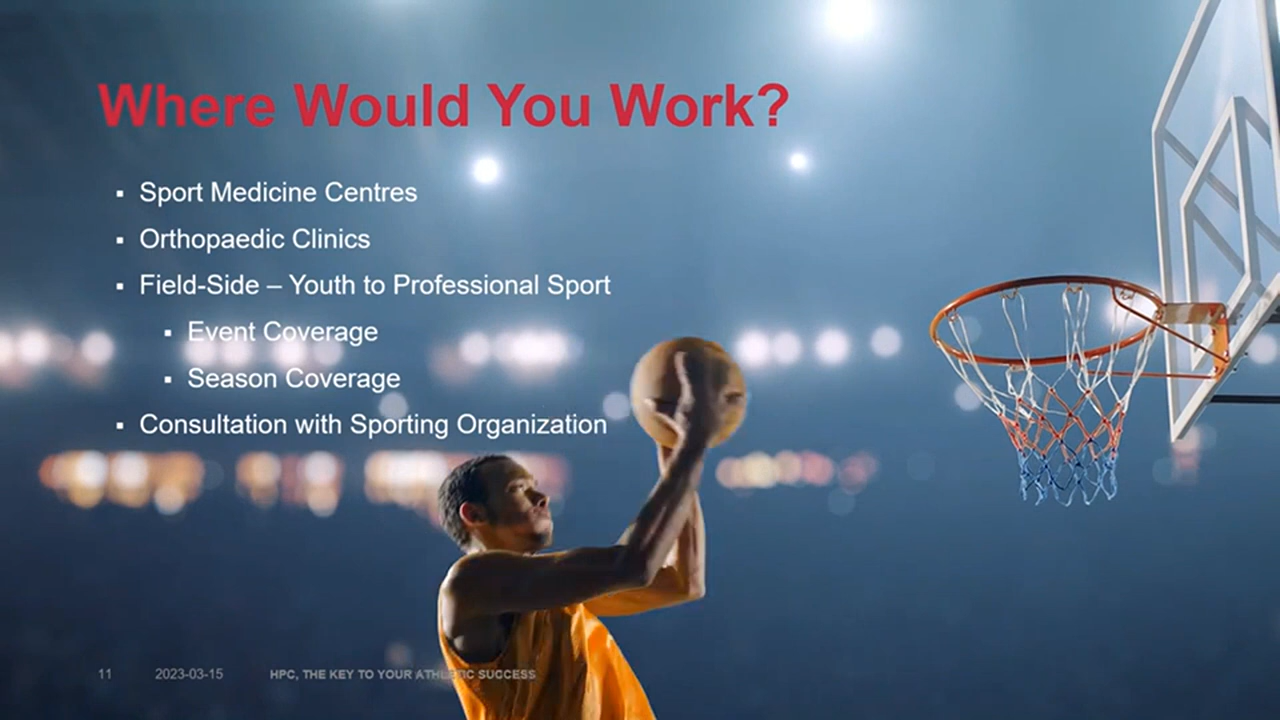 Where Would You Work?
▪ Sport Medicine Centres
▪ Orthopaedic Clinics
▪ Field-Side – Youth to Professional Sport
▪ Event Coverage
▪ Season Coverage
▪ Consultation with Sporting Organization
11 2023-03-15 HPC, THE KEY TO YOUR ATHLETIC SUCCESS